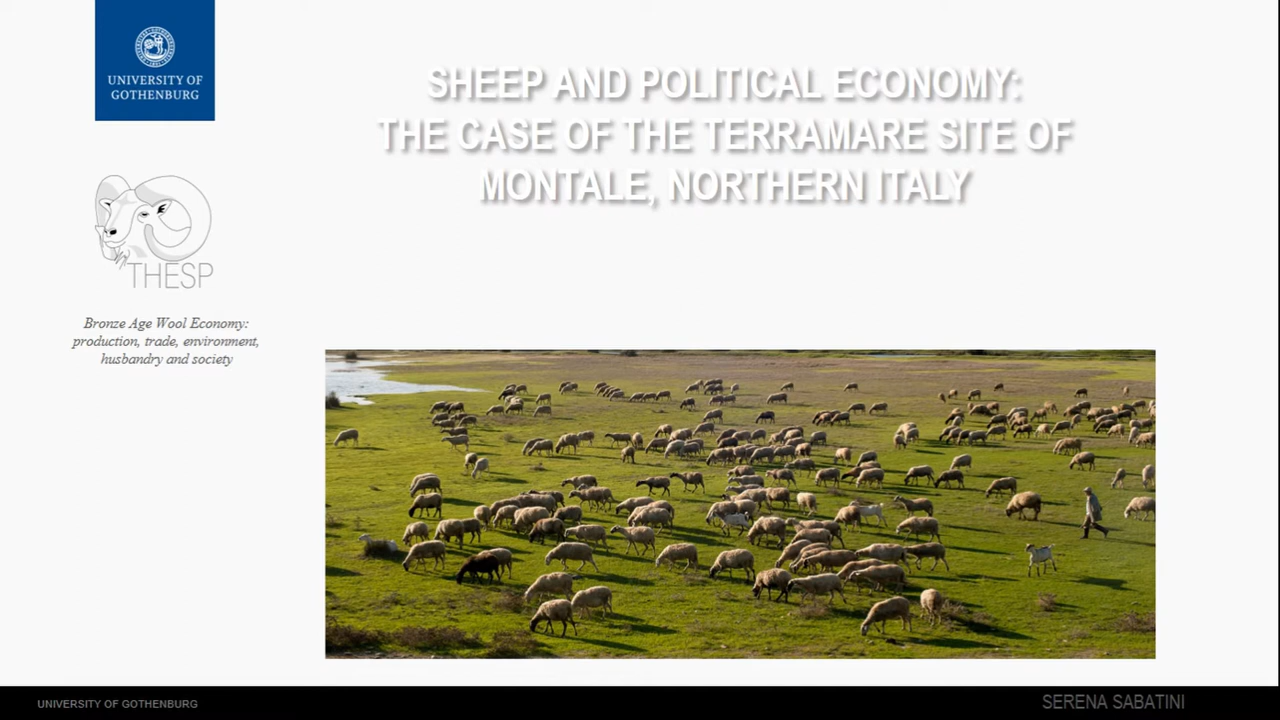 UNIVERSITY OF
GOTHENBURG
SHEEP AND POLITICAL ECONOMY:
THE CASE OF THE TERRAMARE SITE OF
MONTALE, NORTHERN ITALY
THESP
Bronze Age Wool Economy:
production, trade, environment,
husbandry and society
UNIVERSITY OF GOTHENBURG
SERENA SABATINI